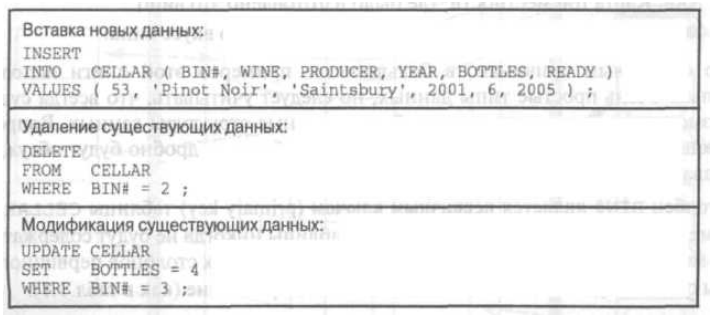 Вставка новых данных:
INSERT
INTO CELLAR ( BIN#, WINE, PRODUCER, YEAR, BOTTLES, READY )
VALUES ( 53, 'Pinot Noir', 'Saintsbury', 2001, 6, 2005 ) ;
Удаление существующих данных:
DELETE
FROM CELLAR
WHERE BIN# = 2 ;
Модификация существующих данных:
UPDATE CELLAR
SET BOTTLES = 4
WHERE BIN# = 3 ;